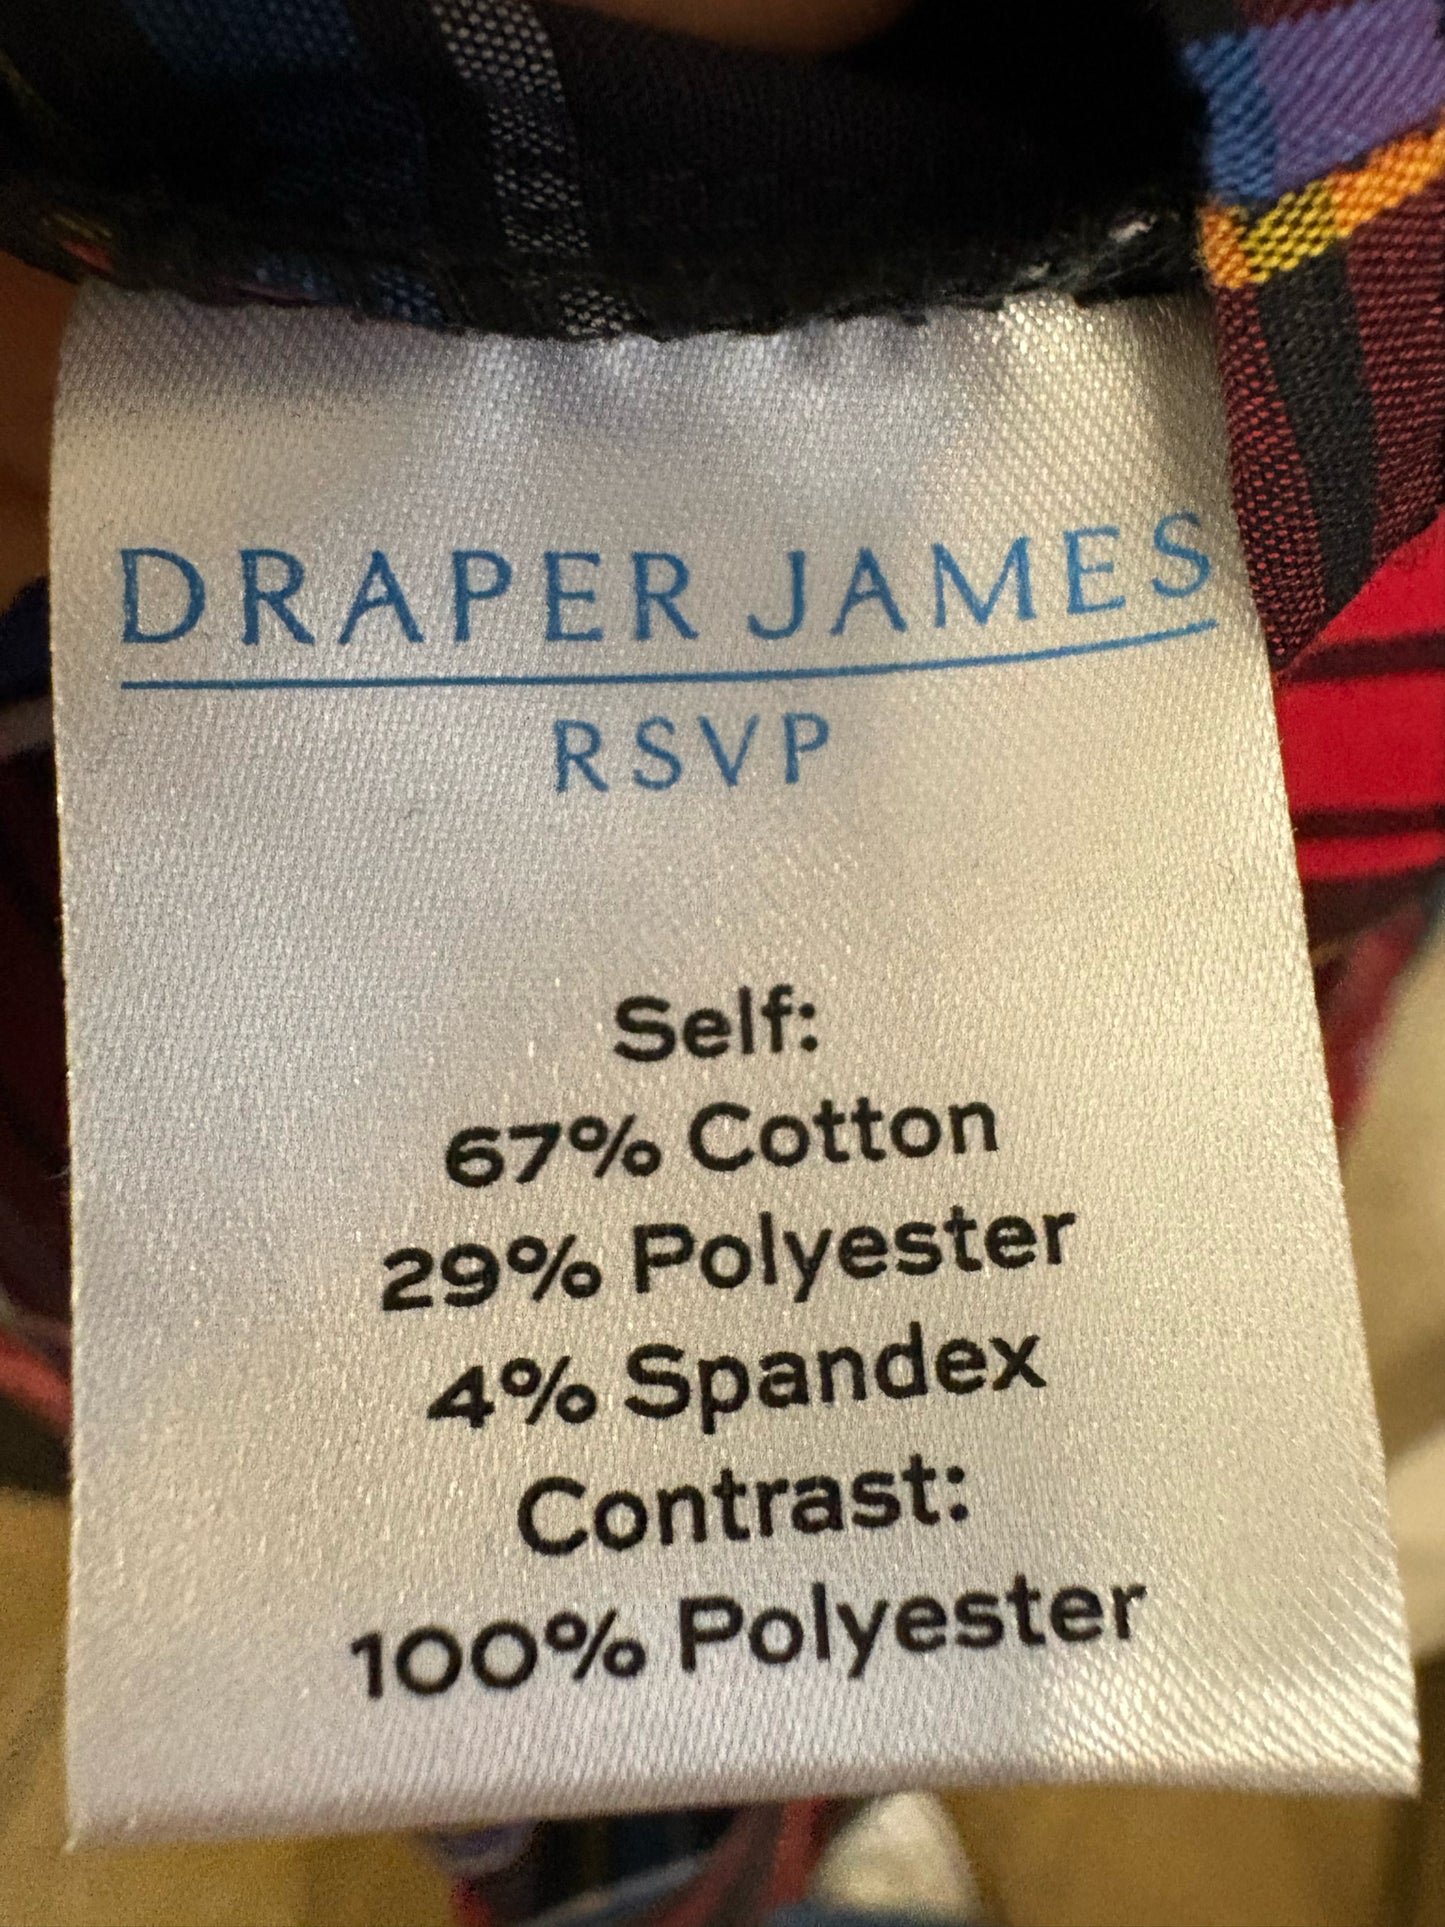 DRAPER JAMES
RSVP
Self:
67% Cotton
29% Polyester
4% Spandex
Contrast:
100% Polyester